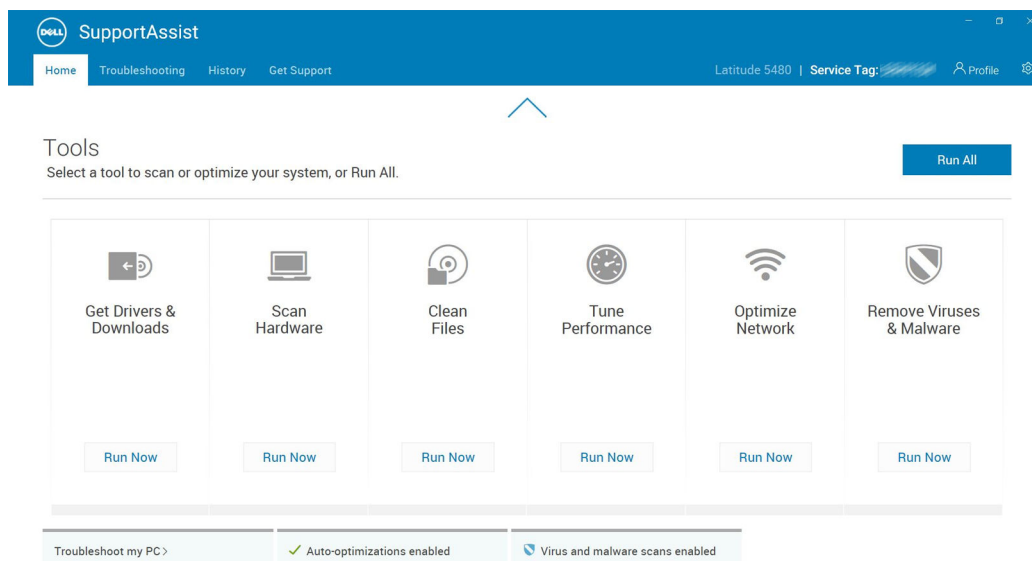 DELL SupportAssist
Home Troubleshooting History Get Support
Latitude 5480 | Service Tag: Profile
Tools
Select a tool to scan or optimize your system, or Run All.
Run All
Get Drivers &
Downloads
Scan
Hardware
Clean
Files
Tune
Performance
Optimize
Network
Remove Viruses
& Malware
Run Now
Run Now
Run Now
Run Now
Run Now
Run Now
Troubleshoot my PC >
Auto-optimizations enabled
Virus and malware scans enabled